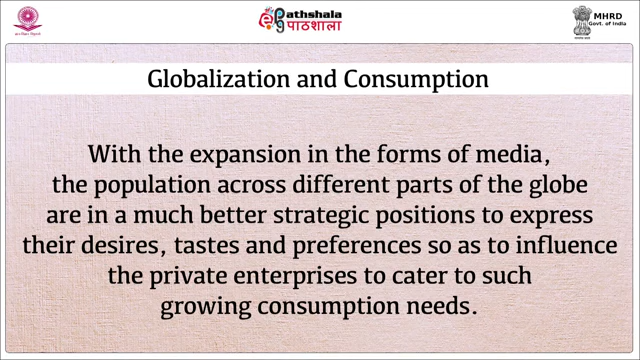 Pathshala
पाठशाला
MHRD
Govt. of India
Globalization and Consumption
With the expansion in the forms of media,
the population across different parts of the globe
are in a much better strategic positions to express
their desires, tastes and preferences so as to influence
the private enterprises to cater to such
growing consumption needs.